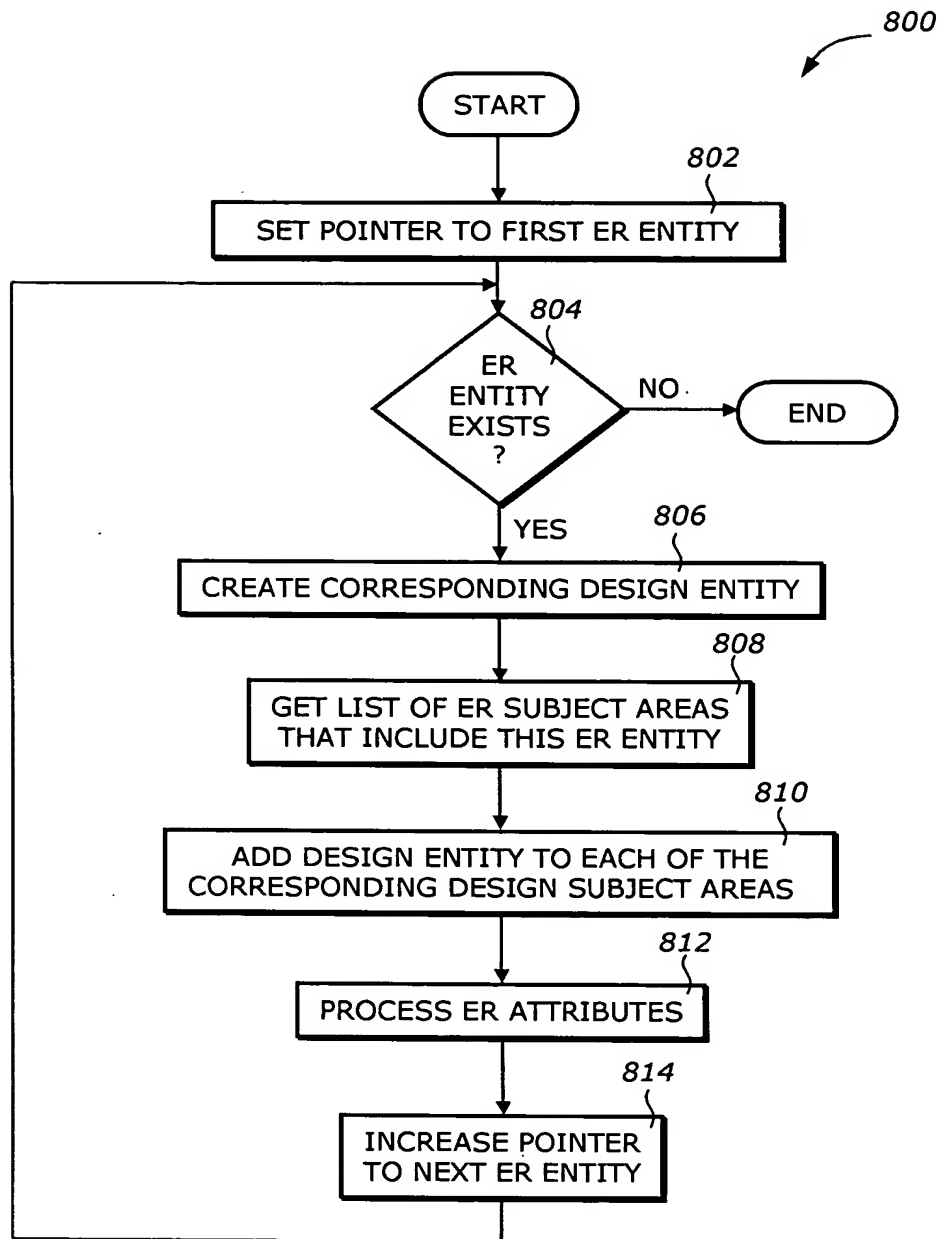 800
START
802
SET POINTER TO FIRST ER ENTITY
804
ER
ENTITY
EXISTS
?
NO
END
YES
806
CREATE CORRESPONDING DESIGN ENTITY
808
GET LIST OF ER SUBJECT AREAS
THAT INCLUDE THIS ER ENTITY
810
ADD DESIGN ENTITY TO EACH OF THE
CORRESPONDING DESIGN SUBJECT AREAS
812
PROCESS ER ATTRIBUTES
814
INCREASE POINTER
TO NEXT ER ENTITY